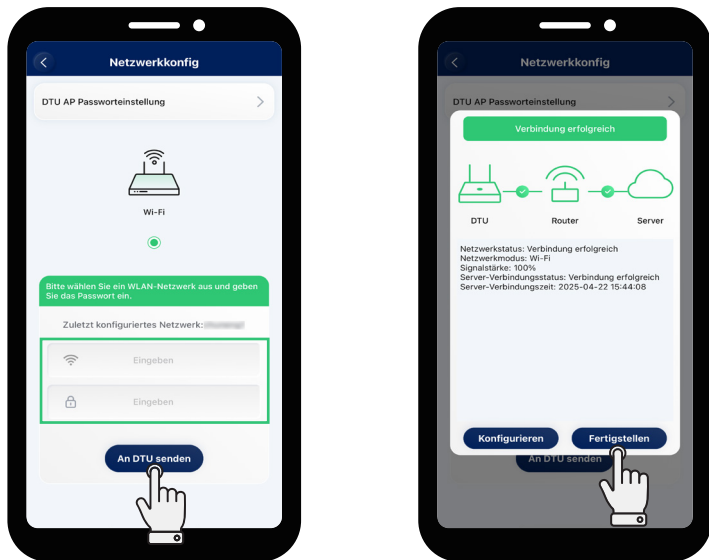 Netzwerkkonfig
DTU AP Passworteinstellung
Wi-Fi
Bitte wählen Sie ein WLAN-Netzwerk aus und geben
Sie das Passwort ein.
Zuletzt konfiguriertes Netzwerk:
Eingeben
Eingeben
An DTU senden
Netzwerkkonfig
DTU AP Passworteinstellung
Verbindung erfolgreich
DTU Router Server
Netzwerkstatus: Verbindung erfolgreich
Netzwerkmodus: Wi-Fi
Signalstärke: 100%
Server-Verbindungsstatus: Verbindung erfolgreich
Server-Verbindungszeit: 2025-04-22 15:44:08
Konfigurieren Fertigstellen
An DTU senden